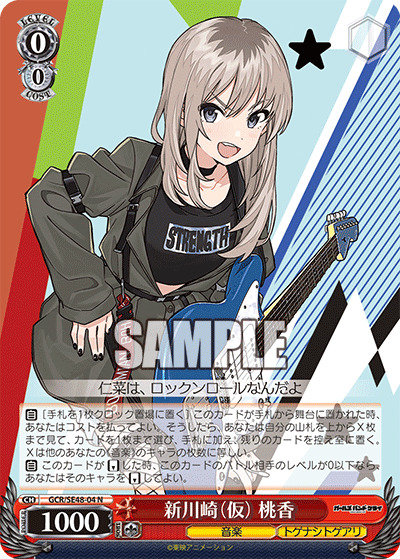 LEVEL
0
0
COST
STRENGTH
SAMPLE
仁菜は、ロックンロールなんだよ
自 [手札を1枚クロック置場に置く] このカードが手札から舞台に置かれた時、
あなたはコストを払ってよい。そうしたら、あなたは自分の山札を上からX枚
まで見て、カードを1枚まで選び、手札に加え、残りのカードを控え室に置く。
Xは他のあなたの《音楽》のキャラの枚数に等しい。
自 このカードが した時、このカードのバトル相手のレベルが0以下なら、
あなたはそのキャラを してよい。
CH
GCR/SE48-04 N
1000
新川崎(仮) 桃香
ガールズ バンド クライ
音楽
トゲナシトゲアリ
©東映アニメーション